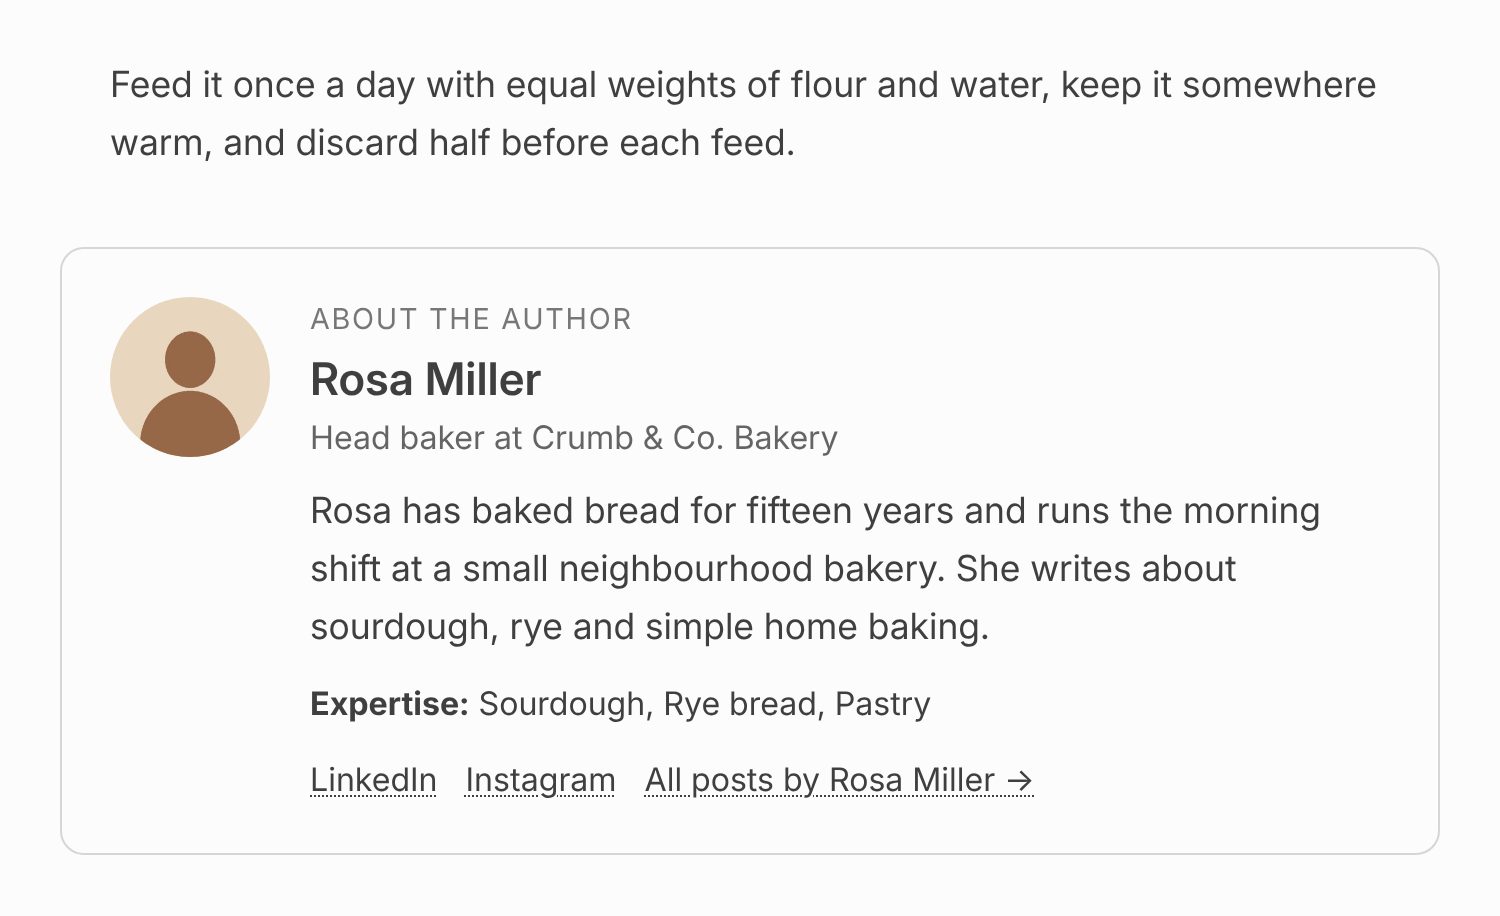 Feed it once a day with equal weights of flour and water, keep it somewhere
warm, and discard half before each feed.
ABOUT THE AUTHOR
Rosa Miller
Head baker at Crumb & Co. Bakery
Rosa has baked bread for fifteen years and runs the morning
shift at a small neighbourhood bakery. She writes about
sourdough, rye and simple home baking.
Expertise: Sourdough, Rye bread, Pastry
LinkedIn Instagram All posts by Rosa Miller →